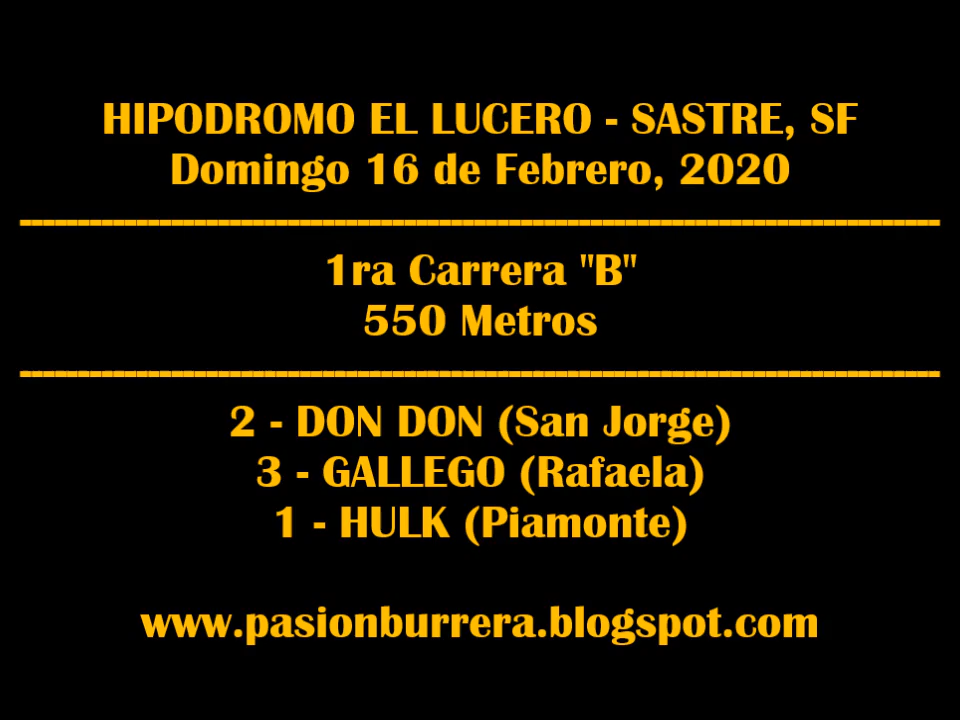 HIPODROMO EL LUCERO - SASTRE, SF
Domingo 16 de Febrero, 2020
--------------------------------------------------------------------------------
1ra Carrera "B"
550 Metros
--------------------------------------------------------------------------------
2 - DON DON (San Jorge)
3 - GALLEGO (Rafaela)
1 - HULK (Piamonte)
www.pasionburrera.blogspot.com